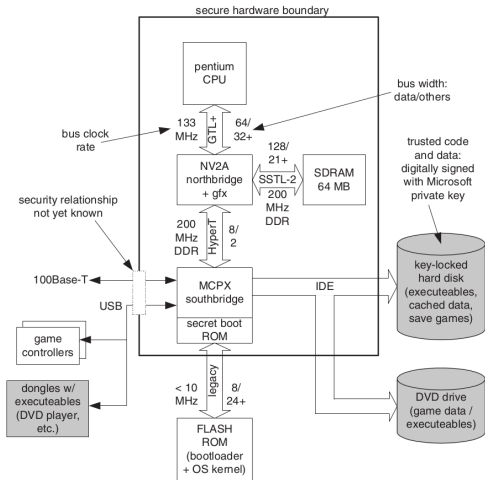 secure hardware boundary
pentium
CPU
bus width:
data/others
bus clock
rate
133
MHz
GTL+
64/
32+
128/
21+
SSTL-2
200
MHz
DDR
NV2A
northbridge
+ gfx
SDRAM
64 MB
trusted code
and data:
digitally signed
with Microsoft
private key
security relationship
not yet known
200
MHz
DDR
HyperT
8/
2
100Base-T
USB
MCPX
southbridge
secret boot
ROM
IDE
key-locked
hard disk
(executeables,
cached data,
save games)
game
controllers
dongles w/
executeables
(DVD player,
etc.)
< 10
MHz
legacy
8/
24+
DVD drive
(game data /
executeables)
FLASH
ROM
(bootloader
+ OS kernel)